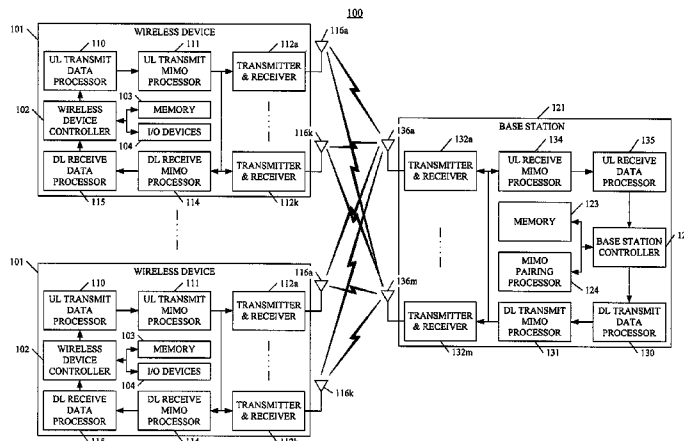 100
101
WIRELESS DEVICE
110
111
112a
116a
UL TRANSMIT
DATA
PROCESSOR
UL TRANSMIT
MIMO
PROCESSOR
TRANSMITTER
& RECEIVER
102
103
WIRELESS
DEVICE
CONTROLLER
MEMORY
I/O DEVICES
104
DL RECEIVE
DATA
PROCESSOR
DL RECEIVE
MIMO
PROCESSOR
TRANSMITTER
& RECEIVER
116k
115
114
112k
101
WIRELESS DEVICE
110
111
112a
116a
UL TRANSMIT
DATA
PROCESSOR
UL TRANSMIT
MIMO
PROCESSOR
TRANSMITTER
& RECEIVER
102
103
WIRELESS
DEVICE
CONTROLLER
MEMORY
I/O DEVICES
104
DL RECEIVE
DATA
PROCESSOR
DL RECEIVE
MIMO
PROCESSOR
TRANSMITTER
& RECEIVER
116k
121
BASE STATION
136a
132a
134
135
TRANSMITTER
& RECEIVER
UL RECEIVE
MIMO
PROCESSOR
UL RECEIVE
DATA
PROCESSOR
123
MEMORY
BASE STATION
CONTROLLER
MIMO
PAIRING
PROCESSOR
124
136m
TRANSMITTER
& RECEIVER
DL TRANSMIT
MIMO
PROCESSOR
DL TRANSMIT
DATA
PROCESSOR
132m
131
130